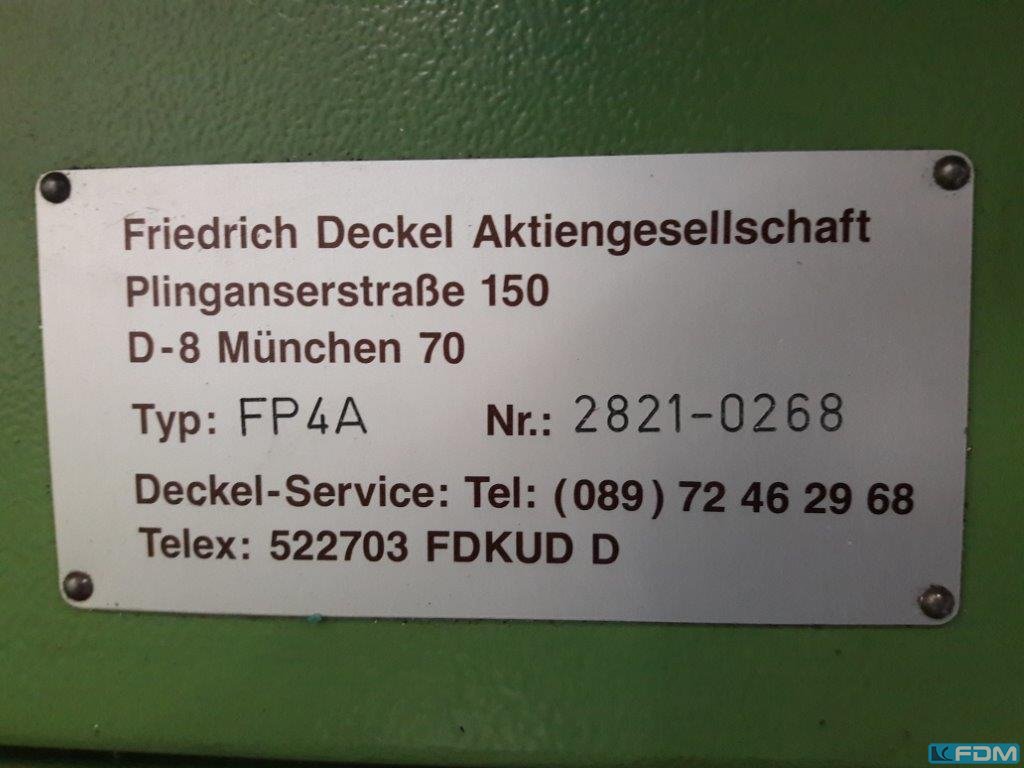 Friedrich Deckel Aktiengesellschaft
Plinganserstraße 150
D-8 München 70
Typ: FP4A Nr.: 2821-0268
Deckel-Service: Tel: (089) 72 46 29 68
Telex: 522703 FDKUD D
FDM